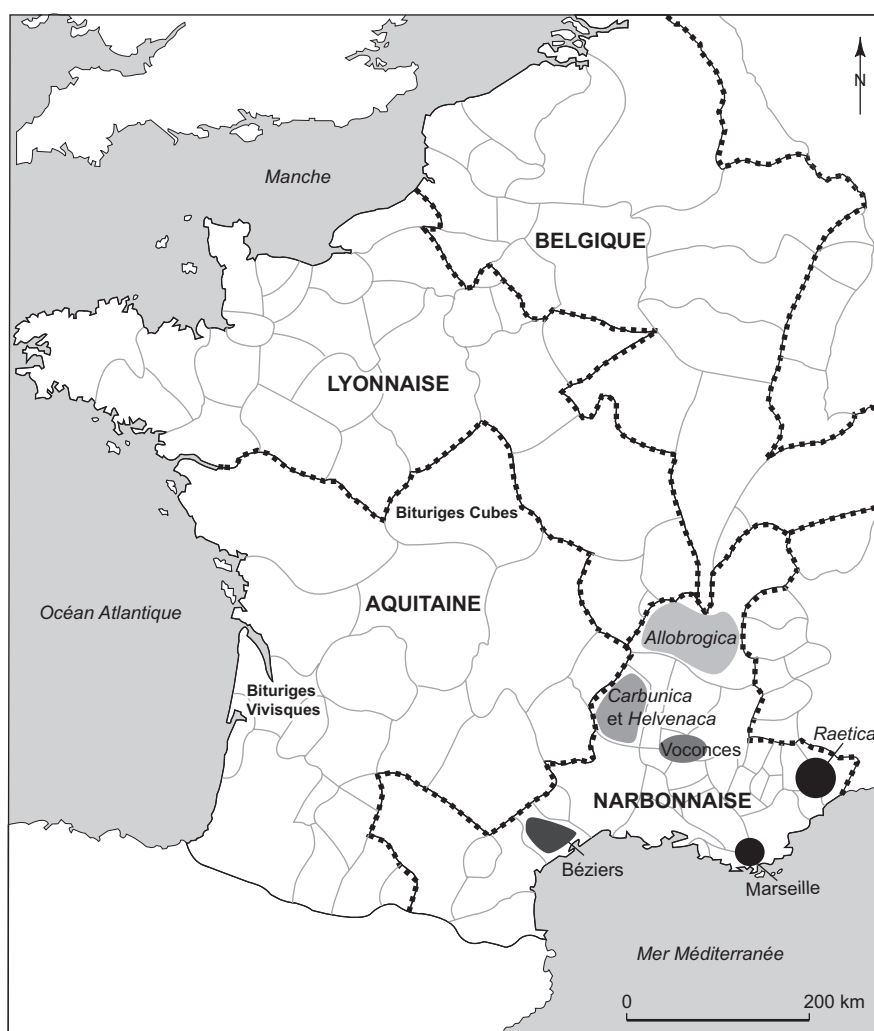 N
Manche
BELGIQUE
LYONNAISE
Bituriges Cubes
Océan Atlantique
AQUITAINE
Allobrogica
Bituriges
Vivisques
Carbunica
et Helvenaca
Raetica
Voconces
NARBONNAISE
Béziers
Marseille
Mer Méditerranée
0 200 km